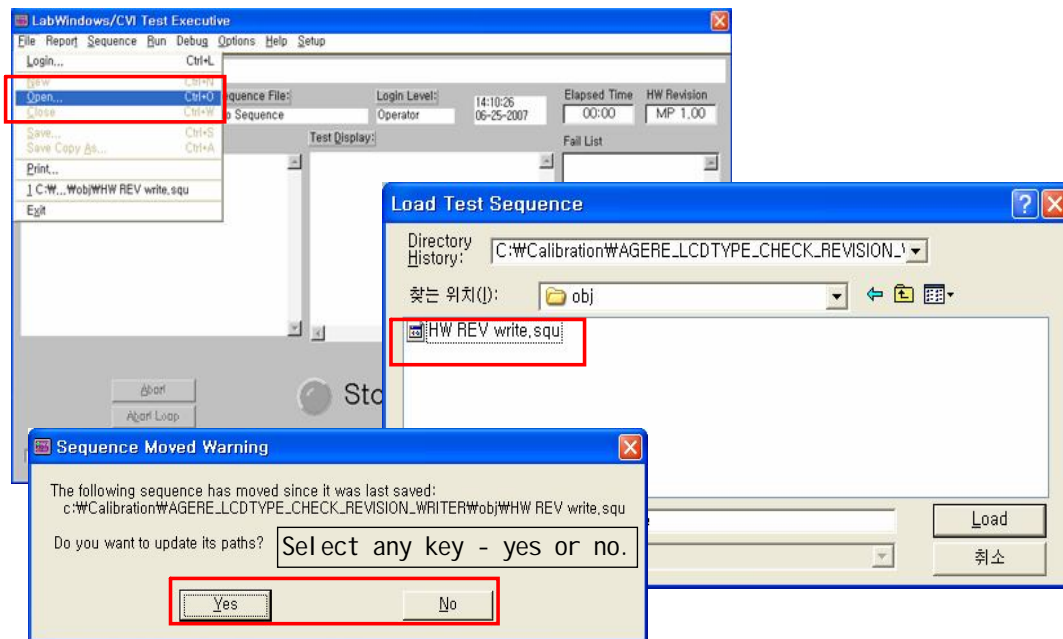 LabWindows/CVI Test Executive
File Report Sequence Run Debug Options Help Setup
Login... Ctrl+L
New Ctrl+N
Open... Ctrl+O
Close Ctrl+W
Save... Ctrl+S
Save Copy As... Ctrl+A
Print...
1 C:₩...₩obj₩HW REV write,squ
Exit
equence File:
o Sequence
Login Level:
Operator
14:10:26
06-25-2007
Elapsed Time
00:00
HW Revision
MP 1,00
Test Display:
Fail List
Abort
Abort Loop
Load Test Sequence
Directory
History:
C:₩Calibration₩AGERE_LCDTYPE_CHECK_REVISION_
찾는 위치(I):
obj
HW REV write,squ
Load
취소
Sequence Moved Warning
The following sequence has moved since it was last saved:
c:₩Calibration₩AGERE_LCDTYPE_CHECK_REVISION_WRITER₩obj₩HW REV write,squ
Do you want to update its paths?
Select any key - yes or no.
Yes No